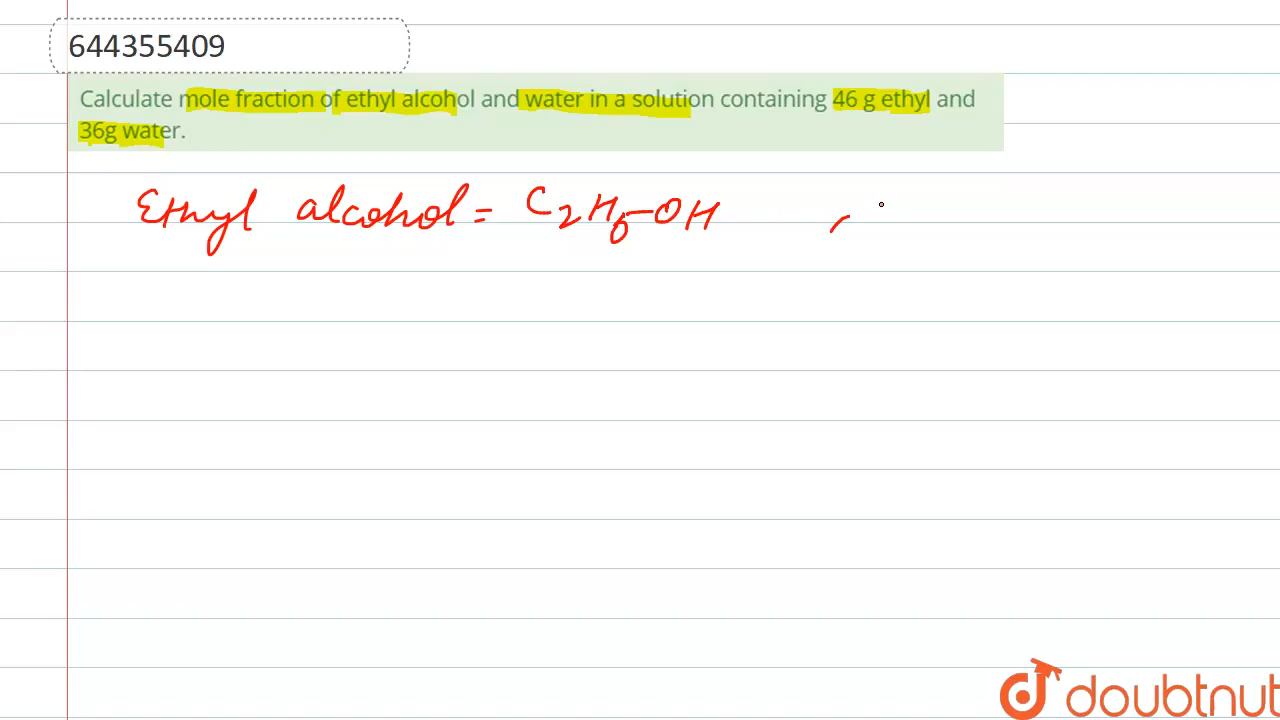 644355409
Calculate mole fraction of ethyl alcohol and water in a solution containing 46 g ethyl and
36g water.
Ethyl alcohol = C2H5-OH ,
doubtnut